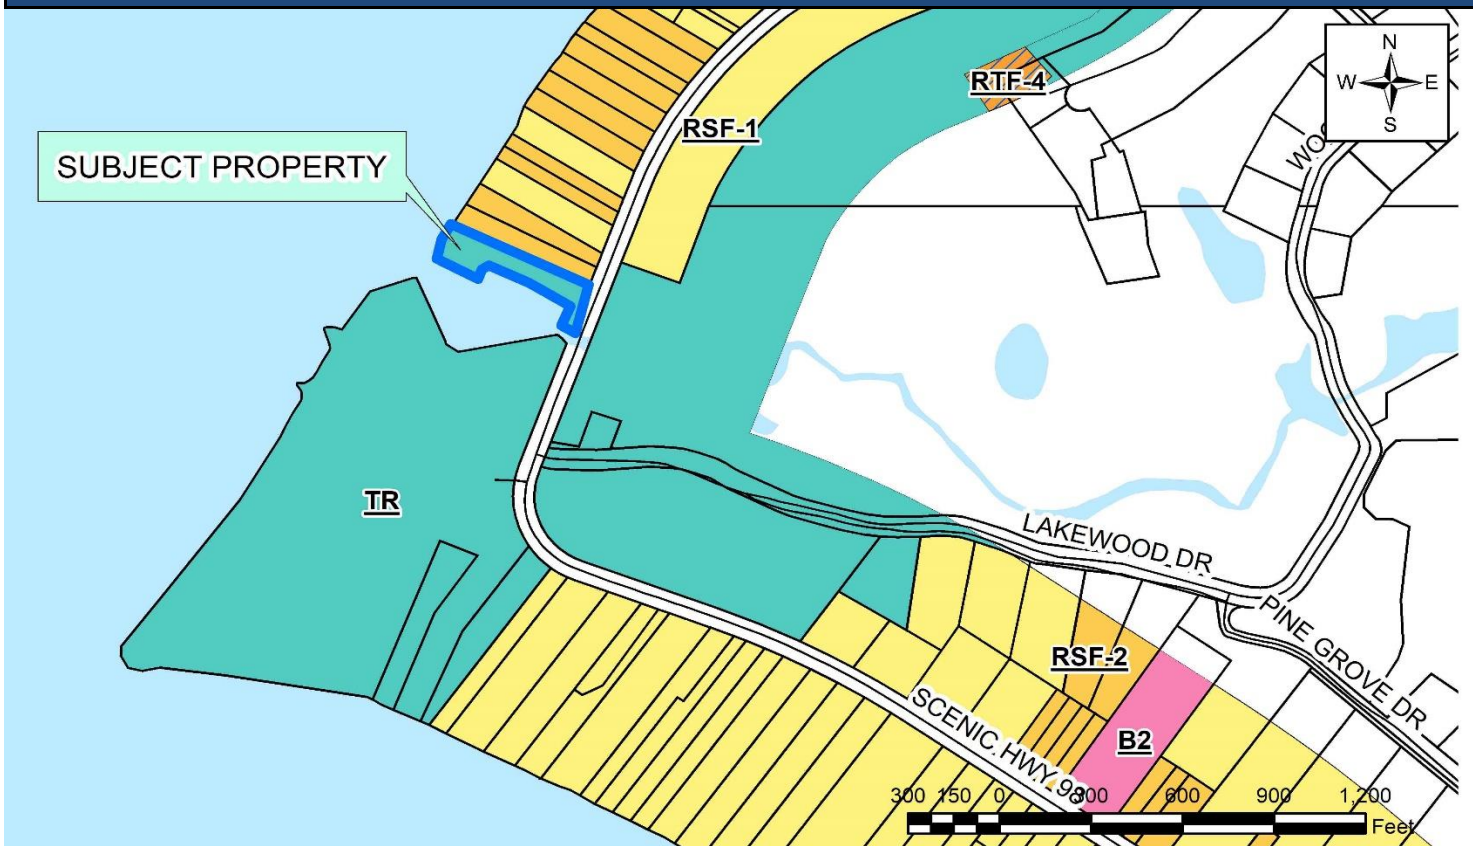 N
W E
S
RTF-4
RSF-1
WO
SUBJECT PROPERTY
TR
LAKEWOOD DR
PINE GROVE DR
RSF-2
SCENIC HWY 98
B2
300 150 0 300 600 900 1,200
Feet